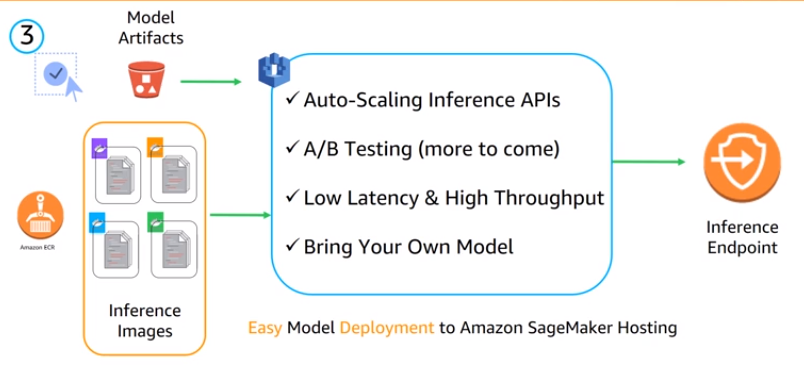 3
Model
Artifacts
✓ Auto-Scaling Inference APIs
✓ A/B Testing (more to come)
✓ Low Latency & High Throughput
✓ Bring Your Own Model
Amazon ECR
Inference
Images
Inference
Endpoint
Easy Model Deployment to Amazon SageMaker Hosting